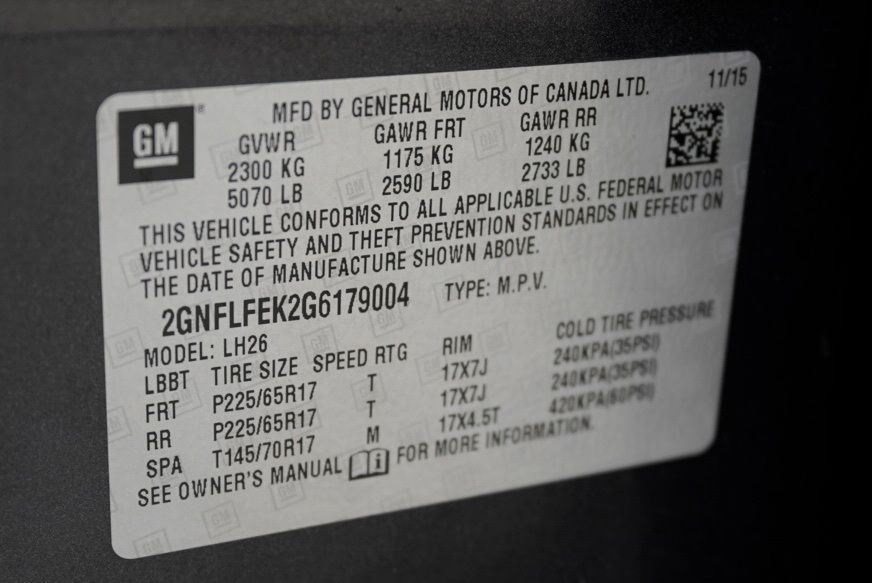 GM
MFD BY GENERAL MOTORS OF CANADA LTD. 11/15
GVWR GAWR FRT GAWR RR
2300 KG 1175 KG 1240 KG
5070 LB 2590 LB 2733 LB
THIS VEHICLE CONFORMS TO ALL APPLICABLE U.S. FEDERAL MOTOR
VEHICLE SAFETY AND THEFT PREVENTION STANDARDS IN EFFECT ON
THE DATE OF MANUFACTURE SHOWN ABOVE.
2GNFLFEK2G6179004 TYPE: M.P.V.
MODEL: LH26
LBBT TIRE SIZE SPEED RTG RIM COLD TIRE PRESSURE
FRT P225/65R17 T 17X7J 240KPA(35PSI)
RR P225/65R17 T 17X7J 240KPA(35PSI)
SPA T145/70R17 M 17X4.5T 420KPA(60PSI)
SEE OWNER'S MANUAL i FOR MORE INFORMATION.